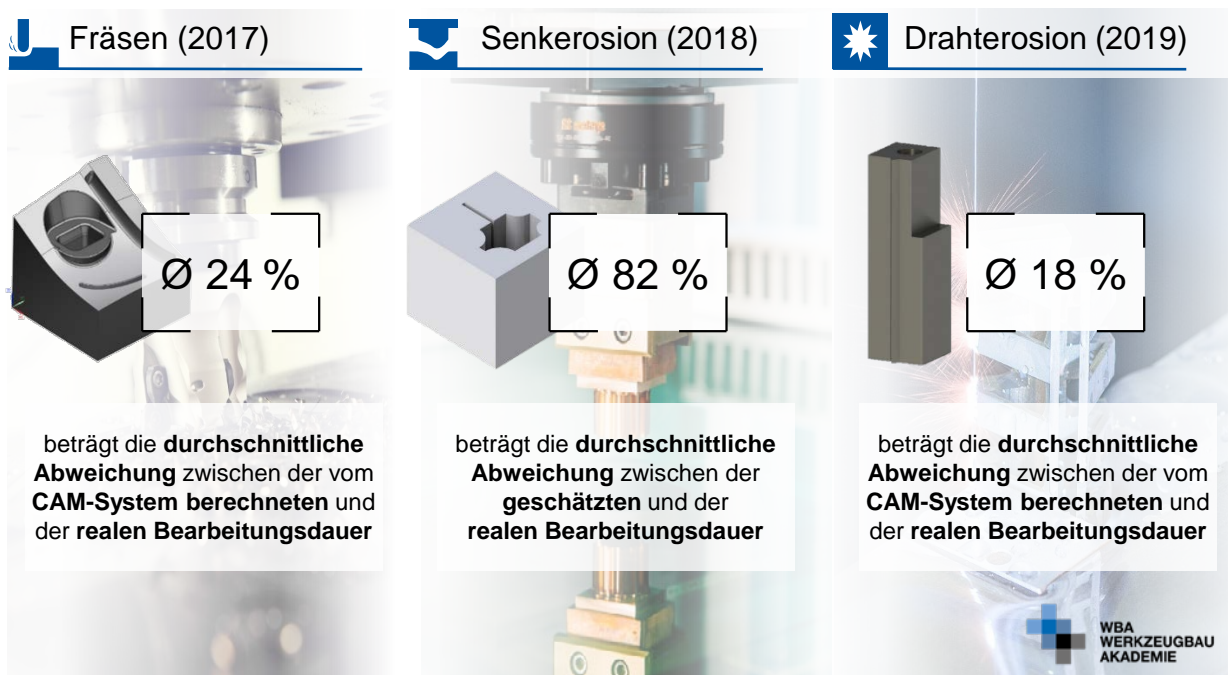 Fräsen (2017)
Ø 24 %
beträgt die durchschnittliche
Abweichung zwischen der vom
CAM-System berechneten und
der realen Bearbeitungsdauer
Senkerosion (2018)
Ø 82 %
beträgt die durchschnittliche
Abweichung zwischen der
geschätzten und der
realen Bearbeitungsdauer
Drahterosion (2019)
Ø 18 %
beträgt die durchschnittliche
Abweichung zwischen der vom
CAM-System berechneten und
der realen Bearbeitungsdauer
WBA
WERKZEUGBAU
AKADEMIE